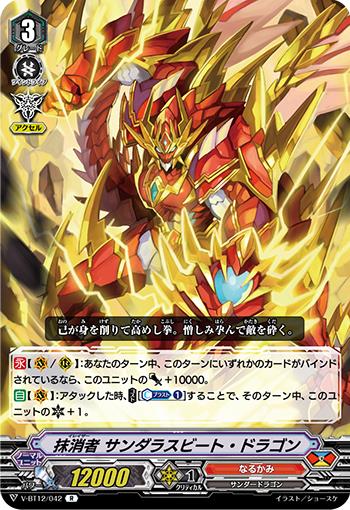 3
グレード
ツインドライブ
アクセル
己が身を削りて高めし拳。憎しみ孕んで敵を砕く。
【永】【 / 】：あなたのターン中、このターンにいずれかのカードがバインド
されているなら、このユニットの+10000。
【自】【 】：アタックした時、【 ブラスト 1】することで、そのターン中、このユニッ
トの +1。
抹消者 サンダラスビート・ドラゴン
ノーマル
ユニット
パワー
12000
1
クリティカル
なるかみ
サンダードラゴン
V-BT12/042 R
イラスト/ショースケ